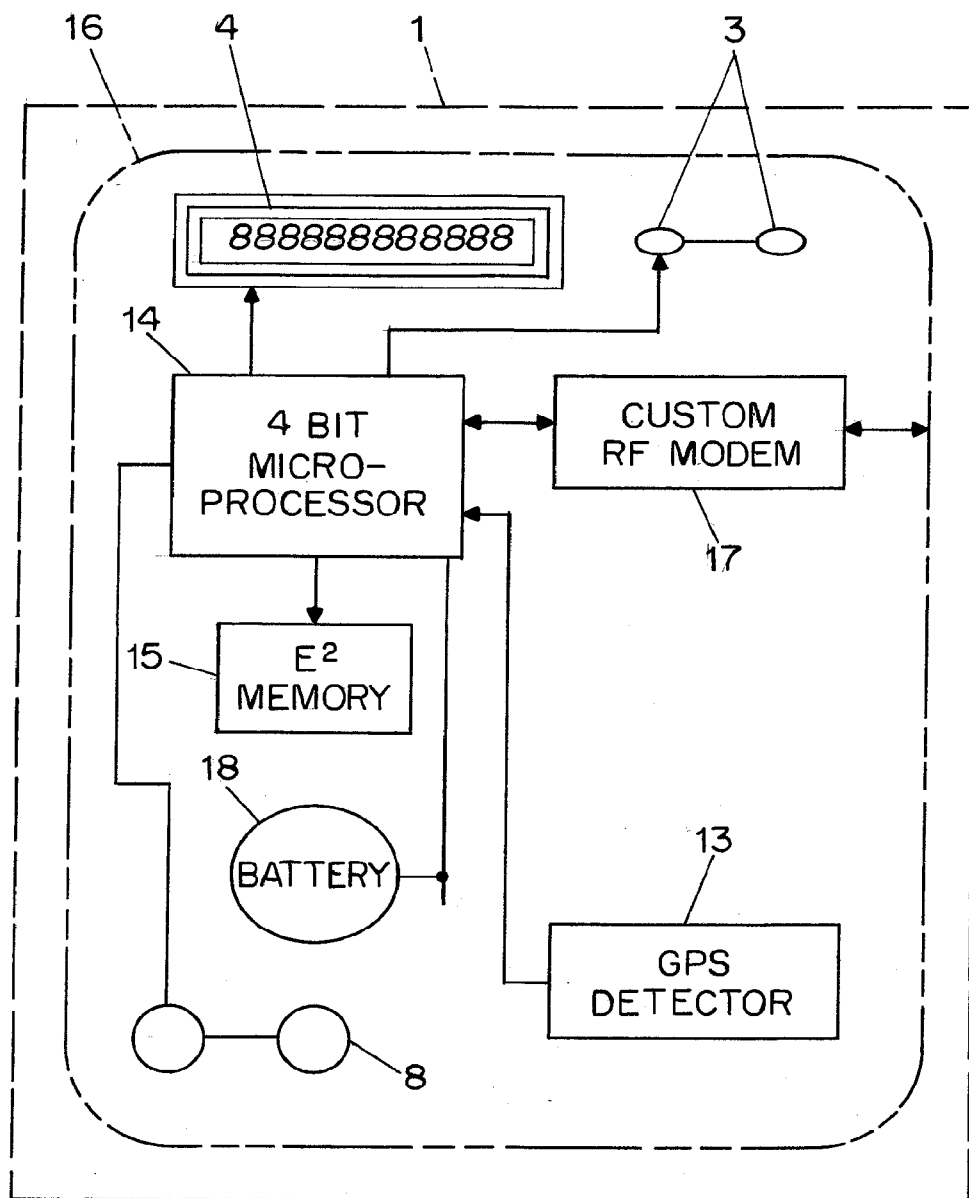 16 4 1 3
888888888888
14
4 BIT
MICRO-
PROCESSOR
CUSTOM
RF MODEM
17
15
E²
MEMORY
18
BATTERY
13
GPS
DETECTOR
8